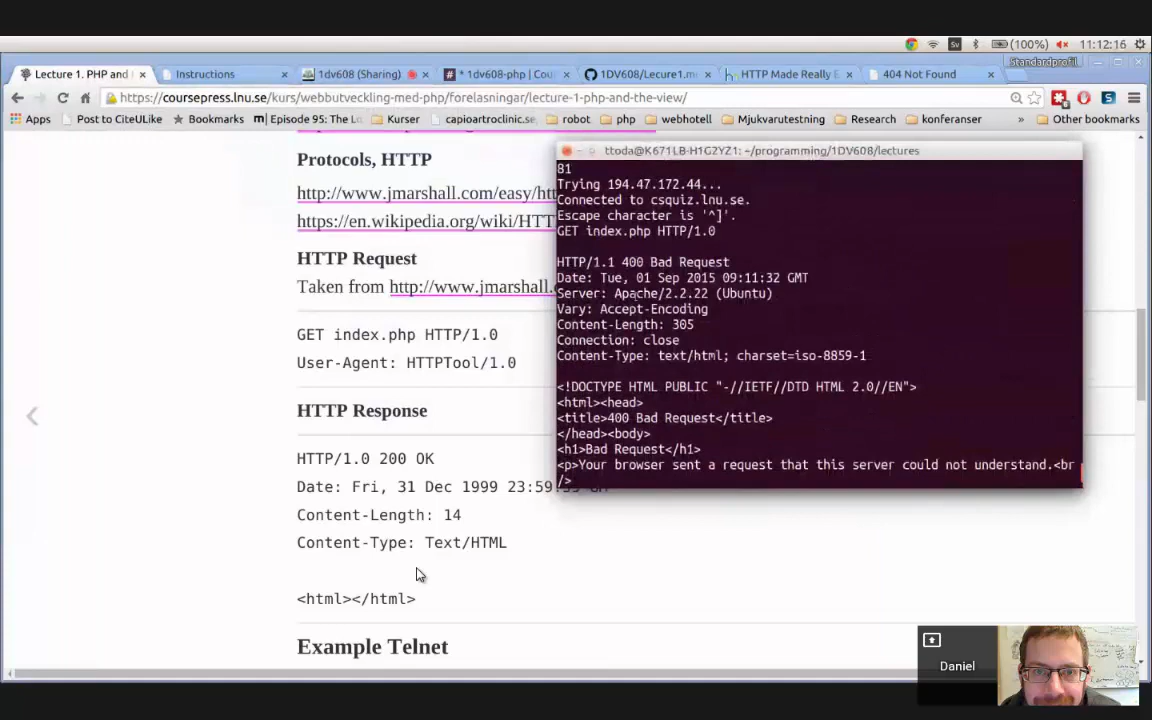 Sv (100%) 11:12:16
Standardprofil
Lecture 1. PHP and Instructions 1dv608 (Sharing) * 1dv608-php | Cou 1DV608/Lecure1.m HTTP Made Really E 404 Not Found
https://coursepress.lnu.se/kurs/webbutveckling-med-php/forelasningar/lecture-1-php-and-the-view/
Apps Post to CiteULike Bookmarks Episode 95: The Lo Kurser capioartroclinic.se, robot php webhotell Mjukvarutestning Research konferanser » Other bookmarks
Protocols, HTTP
http://www.jmarshall.com/easy/htt
https://en.wikipedia.org/wiki/HTT
HTTP Request
Taken from http://www.jmarshall.
GET index.php HTTP/1.0
User-Agent: HTTPTool/1.0
HTTP Response
HTTP/1.0 200 OK
Date: Fri, 31 Dec 1999 23:59:
Content-Length: 14
Content-Type: Text/HTML
<html></html>
Example Telnet
ttoda@K671LB-H1G2YZ1: ~/programming/1DV608/lectures
81
Trying 194.47.172.44...
Connected to csquiz.lnu.se.
Escape character is '^]'.
GET index.php HTTP/1.0
HTTP/1.1 400 Bad Request
Date: Tue, 01 Sep 2015 09:11:32 GMT
Server: Apache/2.2.22 (Ubuntu)
Vary: Accept-Encoding
Content-Length: 305
Connection: close
Content-Type: text/html; charset=iso-8859-1
<!DOCTYPE HTML PUBLIC "-//IETF//DTD HTML 2.0//EN">
<html><head>
<title>400 Bad Request</title>
</head><body>
<h1>Bad Request</h1>
<p>Your browser sent a request that this server could not understand.<br
/>
Daniel